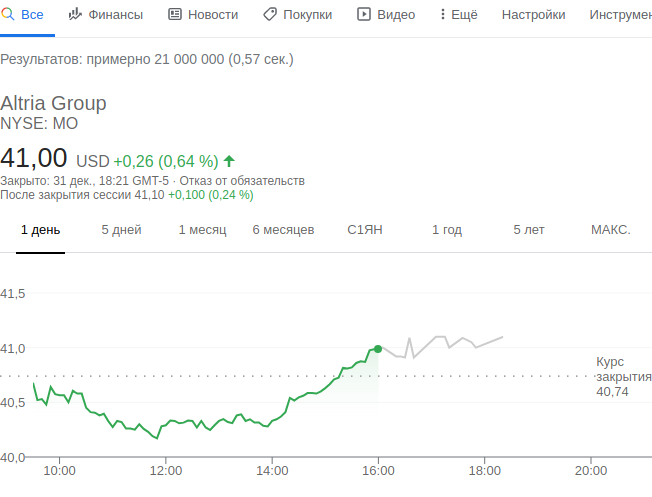 Все Финансы Новости Покупки Видео Ещё Настройки Инструмен
Результатов: примерно 21 000 000 (0,57 сек.)
Altria Group
NYSE: MO
41,00 USD +0,26 (0,64 %)
Закрыто: 31 дек., 18:21 GMT-5 · Отказ от обязательств
После закрытия сессии 41,10 +0,100 (0,24 %)
1 день 5 дней 1 месяц 6 месяцев С1ЯН 1 год 5 лет МАКС.
41,5
41,0
Курс
закрытия
40,74
40,5
40,0
10:00 12:00 14:00 16:00 18:00 20:00